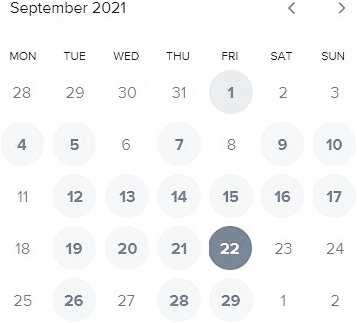 September 2021
MON TUE WED THU FRI SAT SUN
28 29 30 31 1 2 3
4 5 6 7 8 9 10
11 12 13 14 15 16 17
18 19 20 21 22 23 24
25 26 27 28 29 1 2